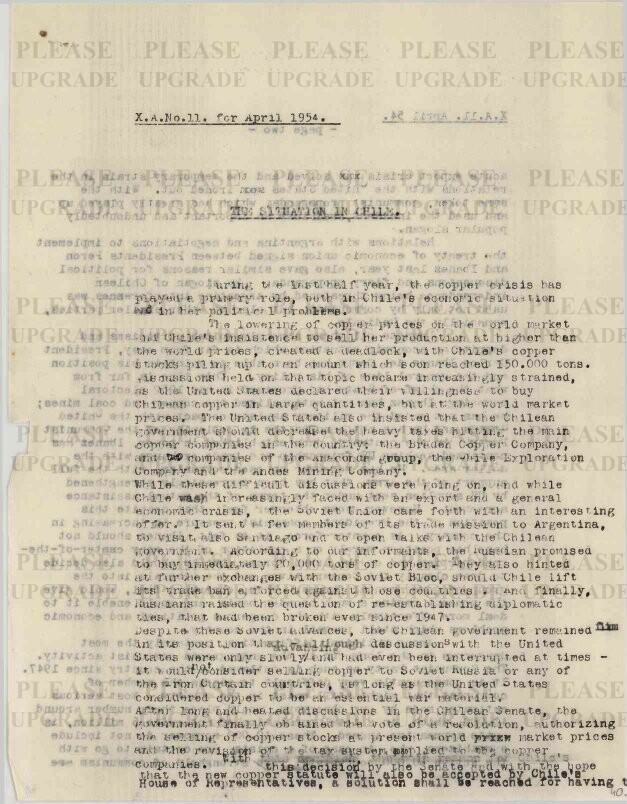 PLEASE UPGRADE
X.A.No.11. for April 1954.
THE SITUATION IN CHILE.
During the last half year, the copper crisis has
played a primary role, both in Chile's economic situation
and in her political problems.
The lowering of copper prices on the world market
and Chile's insistence to sell her production at higher than
the world prices, created a deadlock, with Chile's copper
stocks piling up to an amount which soon reached 150.000 tons.
Discussions held on that topic became increasingly strained,
as the United States declared their willingness to buy
Chilean copper in large quantities, but at the world market
prices. The United States also insisted that the Chilean
government should decrease the heavy taxes hitting the main
copper companies in the country: the Braden Copper Company,
and two companies of the Anaconda group, the Chile Exploration
Company and the Andes Mining Company.
While these difficult discussions were going on, and while
Chile was increasingly faced with an export and a general
economic crisis, the Soviet Union came forth with an interesting
offer. It sent a few members of its trade mission to Argentina,
to visit also Santiago and to open talks with the Chilean
government. According to our informants, the Russian promised
to buy immediately 20,000 tons of copper. They also hinted
at further exchanges with the Soviet Bloc, should Chile lift
its trade ban enforced against those countries. And finally,
Russians raised the question of re-establishing diplomatic
ties, that had been broken ever since 1947.
Despite these Soviet advances, the Chilean government remained firm
in its position that though descussions with the United
States were only slowly and had even been interrupted at times -
it would not consider selling copper to Soviet Russia or any of
the Iron Curtain countries, as long as the United States
considered copper to be an essential war material.
After long and heated discussions in the Chilean Senate, the
government finally obtained the vote of a resolution, authorizing
the selling of copper stocks at present world market prices
and the revision of the tax system applied to the copper
companies. With this decision by the Senate and with the hope
that the new copper statute will also be accepted by Chile's
House of Representatives, a solution shall be reached for having t